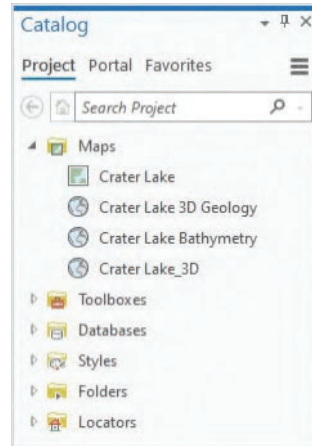 Catalog
Project Portal Favorites
Search Project
Maps
Crater Lake
Crater Lake 3D Geology
Crater Lake Bathymetry
Crater Lake_3D
Toolboxes
Databases
Styles
Folders
Locators